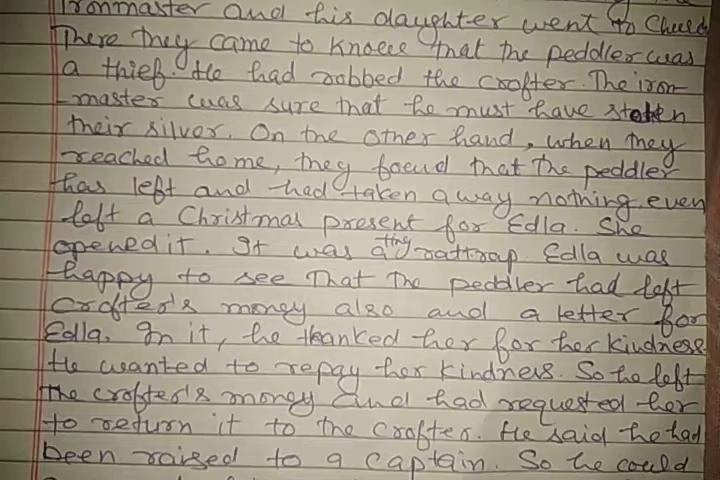 Ironmaster and his daughter went to Church
There they came to know that the peddler was
a thief. He had robbed the crofter. The iron-
-master was sure that he must have stolen
their silver. On the other hand, when they
reached home, they foeud that the peddler
has left and had taken away nothing even
left a Christmas present for Edla. She
opened it. It was a tiny rattrap. Edla was
happy to see that the peddler had left
Crofter's money also and a letter for
Edla. In it, he thanked her for her kindness.
He wanted to repay her kindness. So he left
the crofter's money and had requested her
to return it to the crofter. He said he had
been raised to a captain. So he could